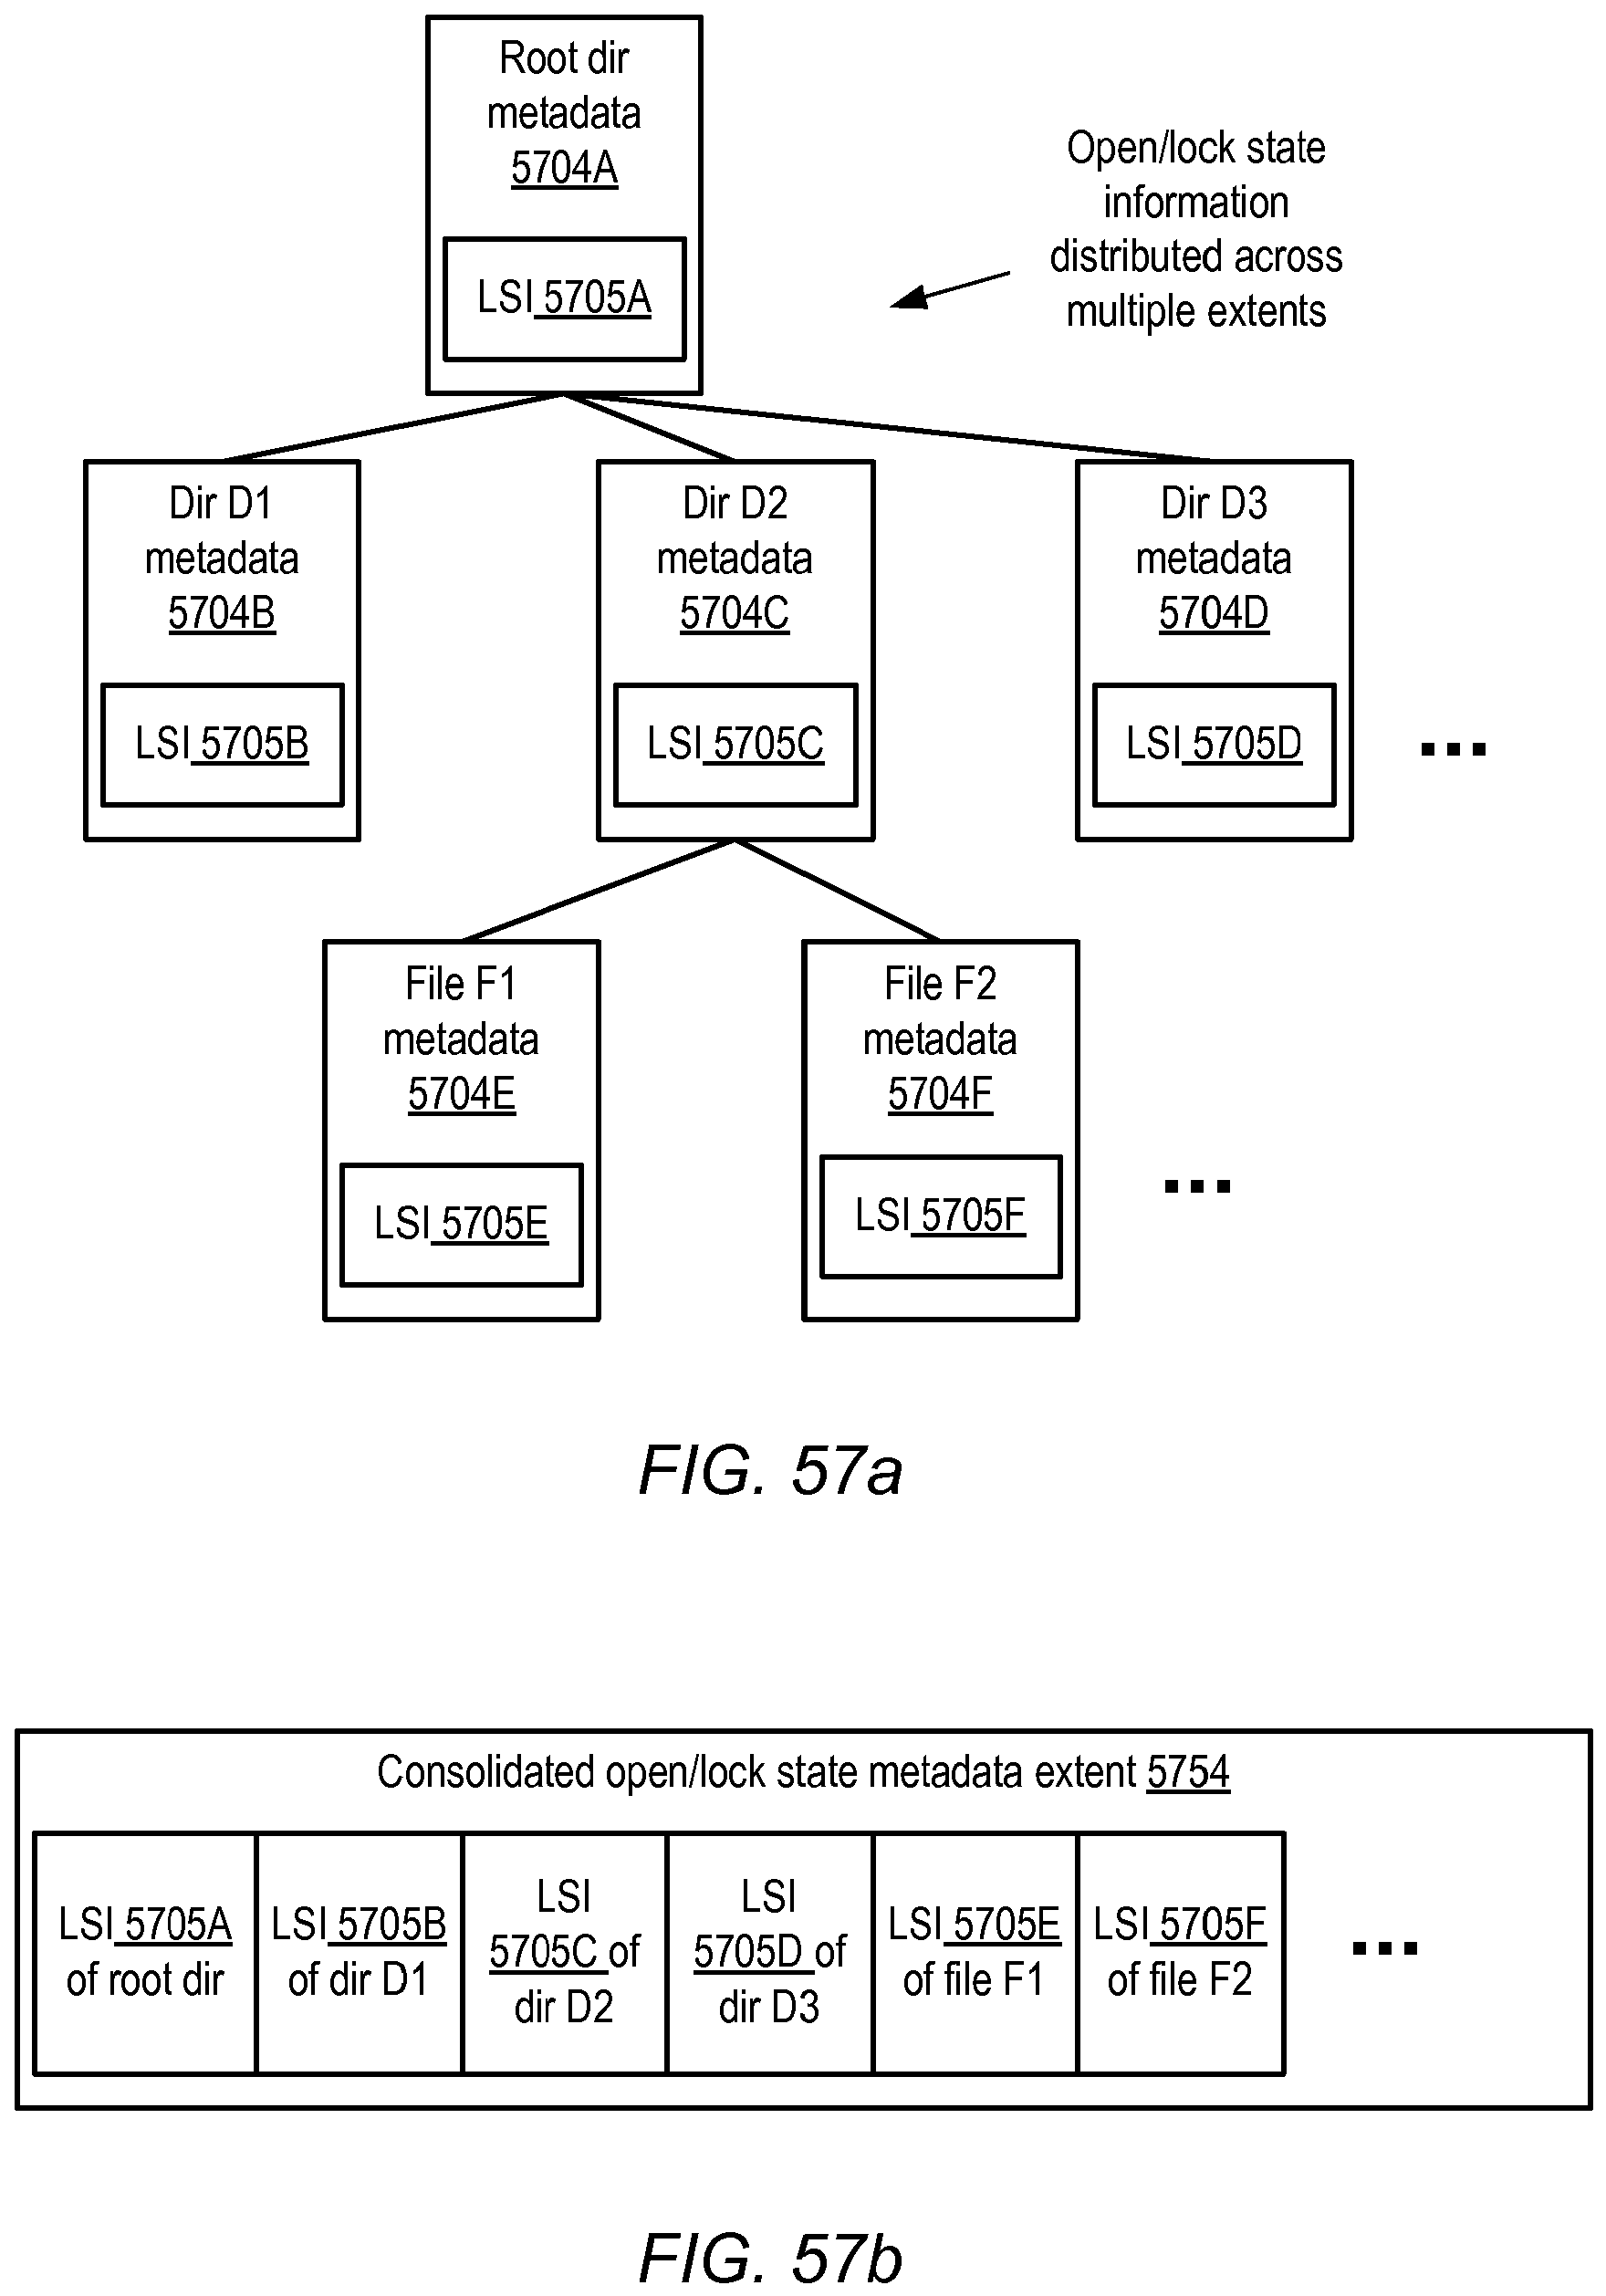 Root dir
metadata
5704A
LSI 5705A
Open/lock state
information
distributed across
multiple extents
Dir D1
metadata
5704B
LSI 5705B
Dir D2
metadata
5704C
LSI 5705C
Dir D3
metadata
5704D
LSI 5705D
...
File F1
metadata
5704E
LSI 5705E
File F2
metadata
5704F
LSI 5705F
...
FIG. 57a
Consolidated open/lock state metadata extent 5754
LSI 5705A
of root dir
LSI 5705B
of dir D1
LSI
5705C of
dir D2
LSI
5705D of
dir D3
LSI 5705E
of file F1
LSI 5705F
of file F2
...
FIG. 57b